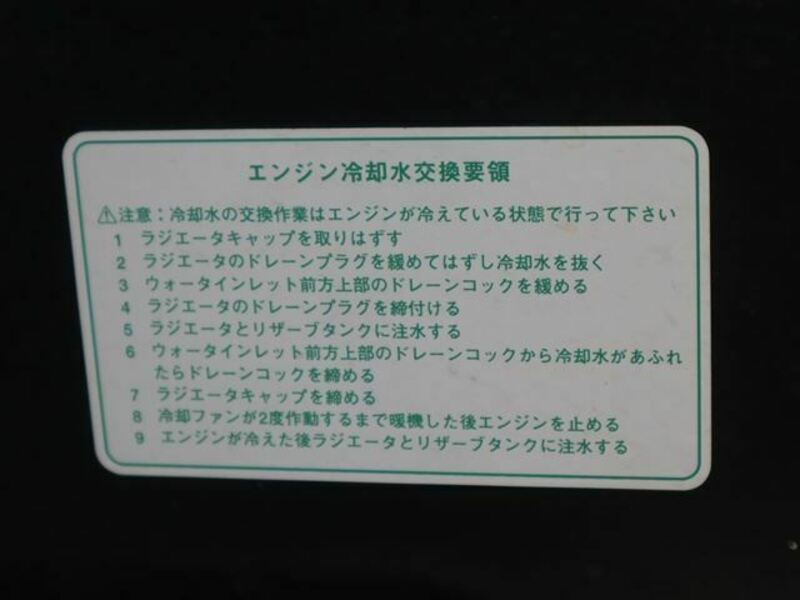 エンジン冷却水交換要領
⚠注意：冷却水の交換作業はエンジンが冷えている状態で行って下さい
1 ラジエータキャップを取りはずす
2 ラジエータのドレーンプラグを緩めてはずし冷却水を抜く
3 ウォータインレット前方上部のドレーンコックを緩める
4 ラジエータのドレーンプラグを締付ける
5 ラジエータとリザーブタンクに注水する
6 ウォータインレット前方上部のドレーンコックから冷却水があふれ
たらドレーンコックを締める
7 ラジエータキャップを締める
8 冷却ファンが2度作動するまで暖機した後エンジンを止める
9 エンジンが冷えた後ラジエータとリザーブタンクに注水する